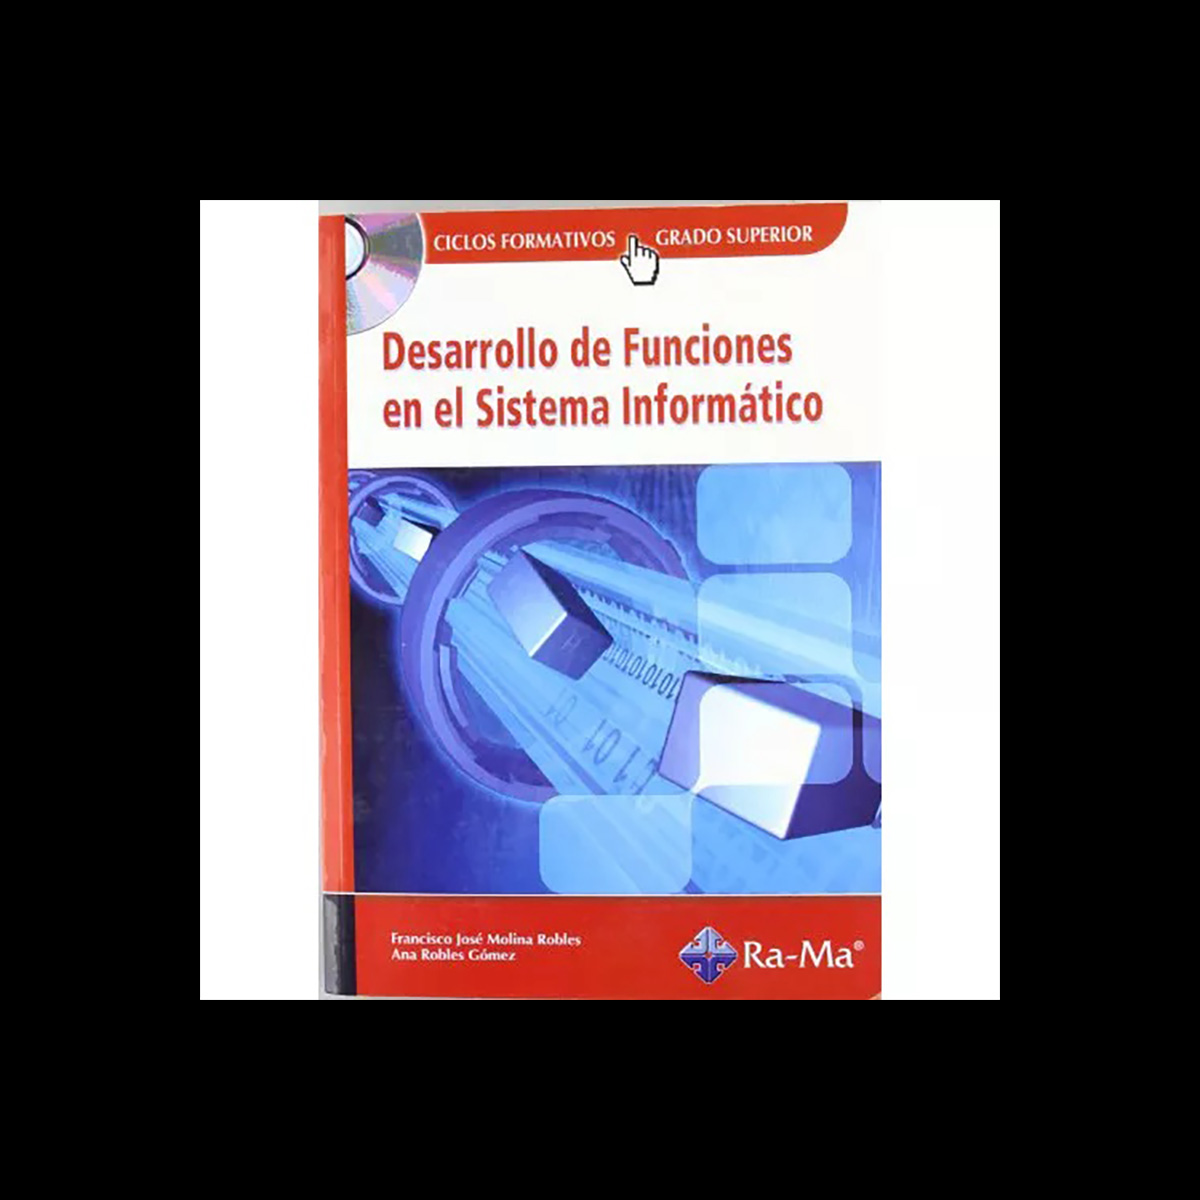 CICLOS FORMATIVOS GRADO SUPERIOR
Desarrollo de Funciones
en el Sistema Informático
Francisco José Molina Robles
Ana Robles Gómez
Ra-Ma®